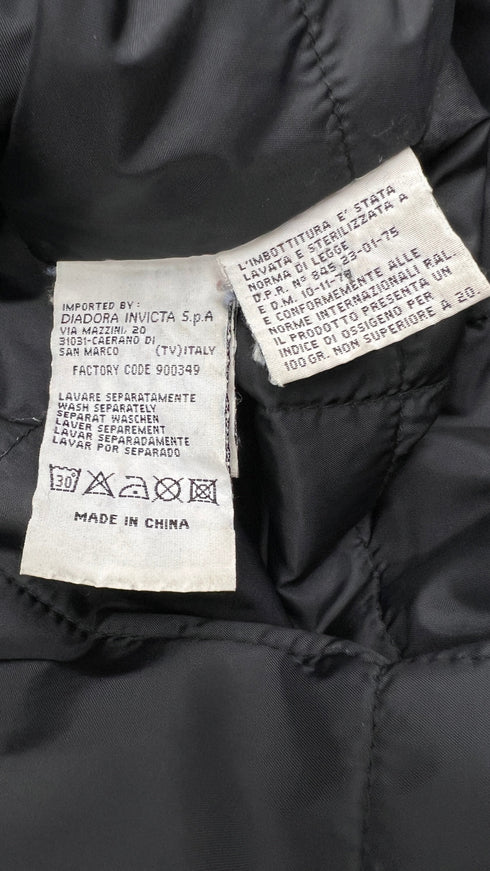 IMPORTED BY:
DIADORA INVICTA S.p.A
VIA MAZZINI, 20
31031-CAERANO DI
SAN MARCO (TV) ITALY
FACTORY CODE 900349
LAVARE SEPARATAMENTE
WASH SEPARATELY
SEPARAT WASCHEN
LAVER SEPAREMENT
LAVAR SEPARADAMENTE
LAVAR POR SEPARADO
30°
MADE IN CHINA
L'IMBOTTITURA E' STATA
LAVATA E STERILIZZATA A
NORMA DI LEGGE
D.P.R. N° 845 23-01-75
E D.M. 10-11-76
E CONFORMEMENTE ALLE
NORME INTERNAZIONALI RAL.
IL PRODOTTO PRESENTA UN
INDICE DI OSSIGENO PER
100 GR. NON SUPERIORE A 20.